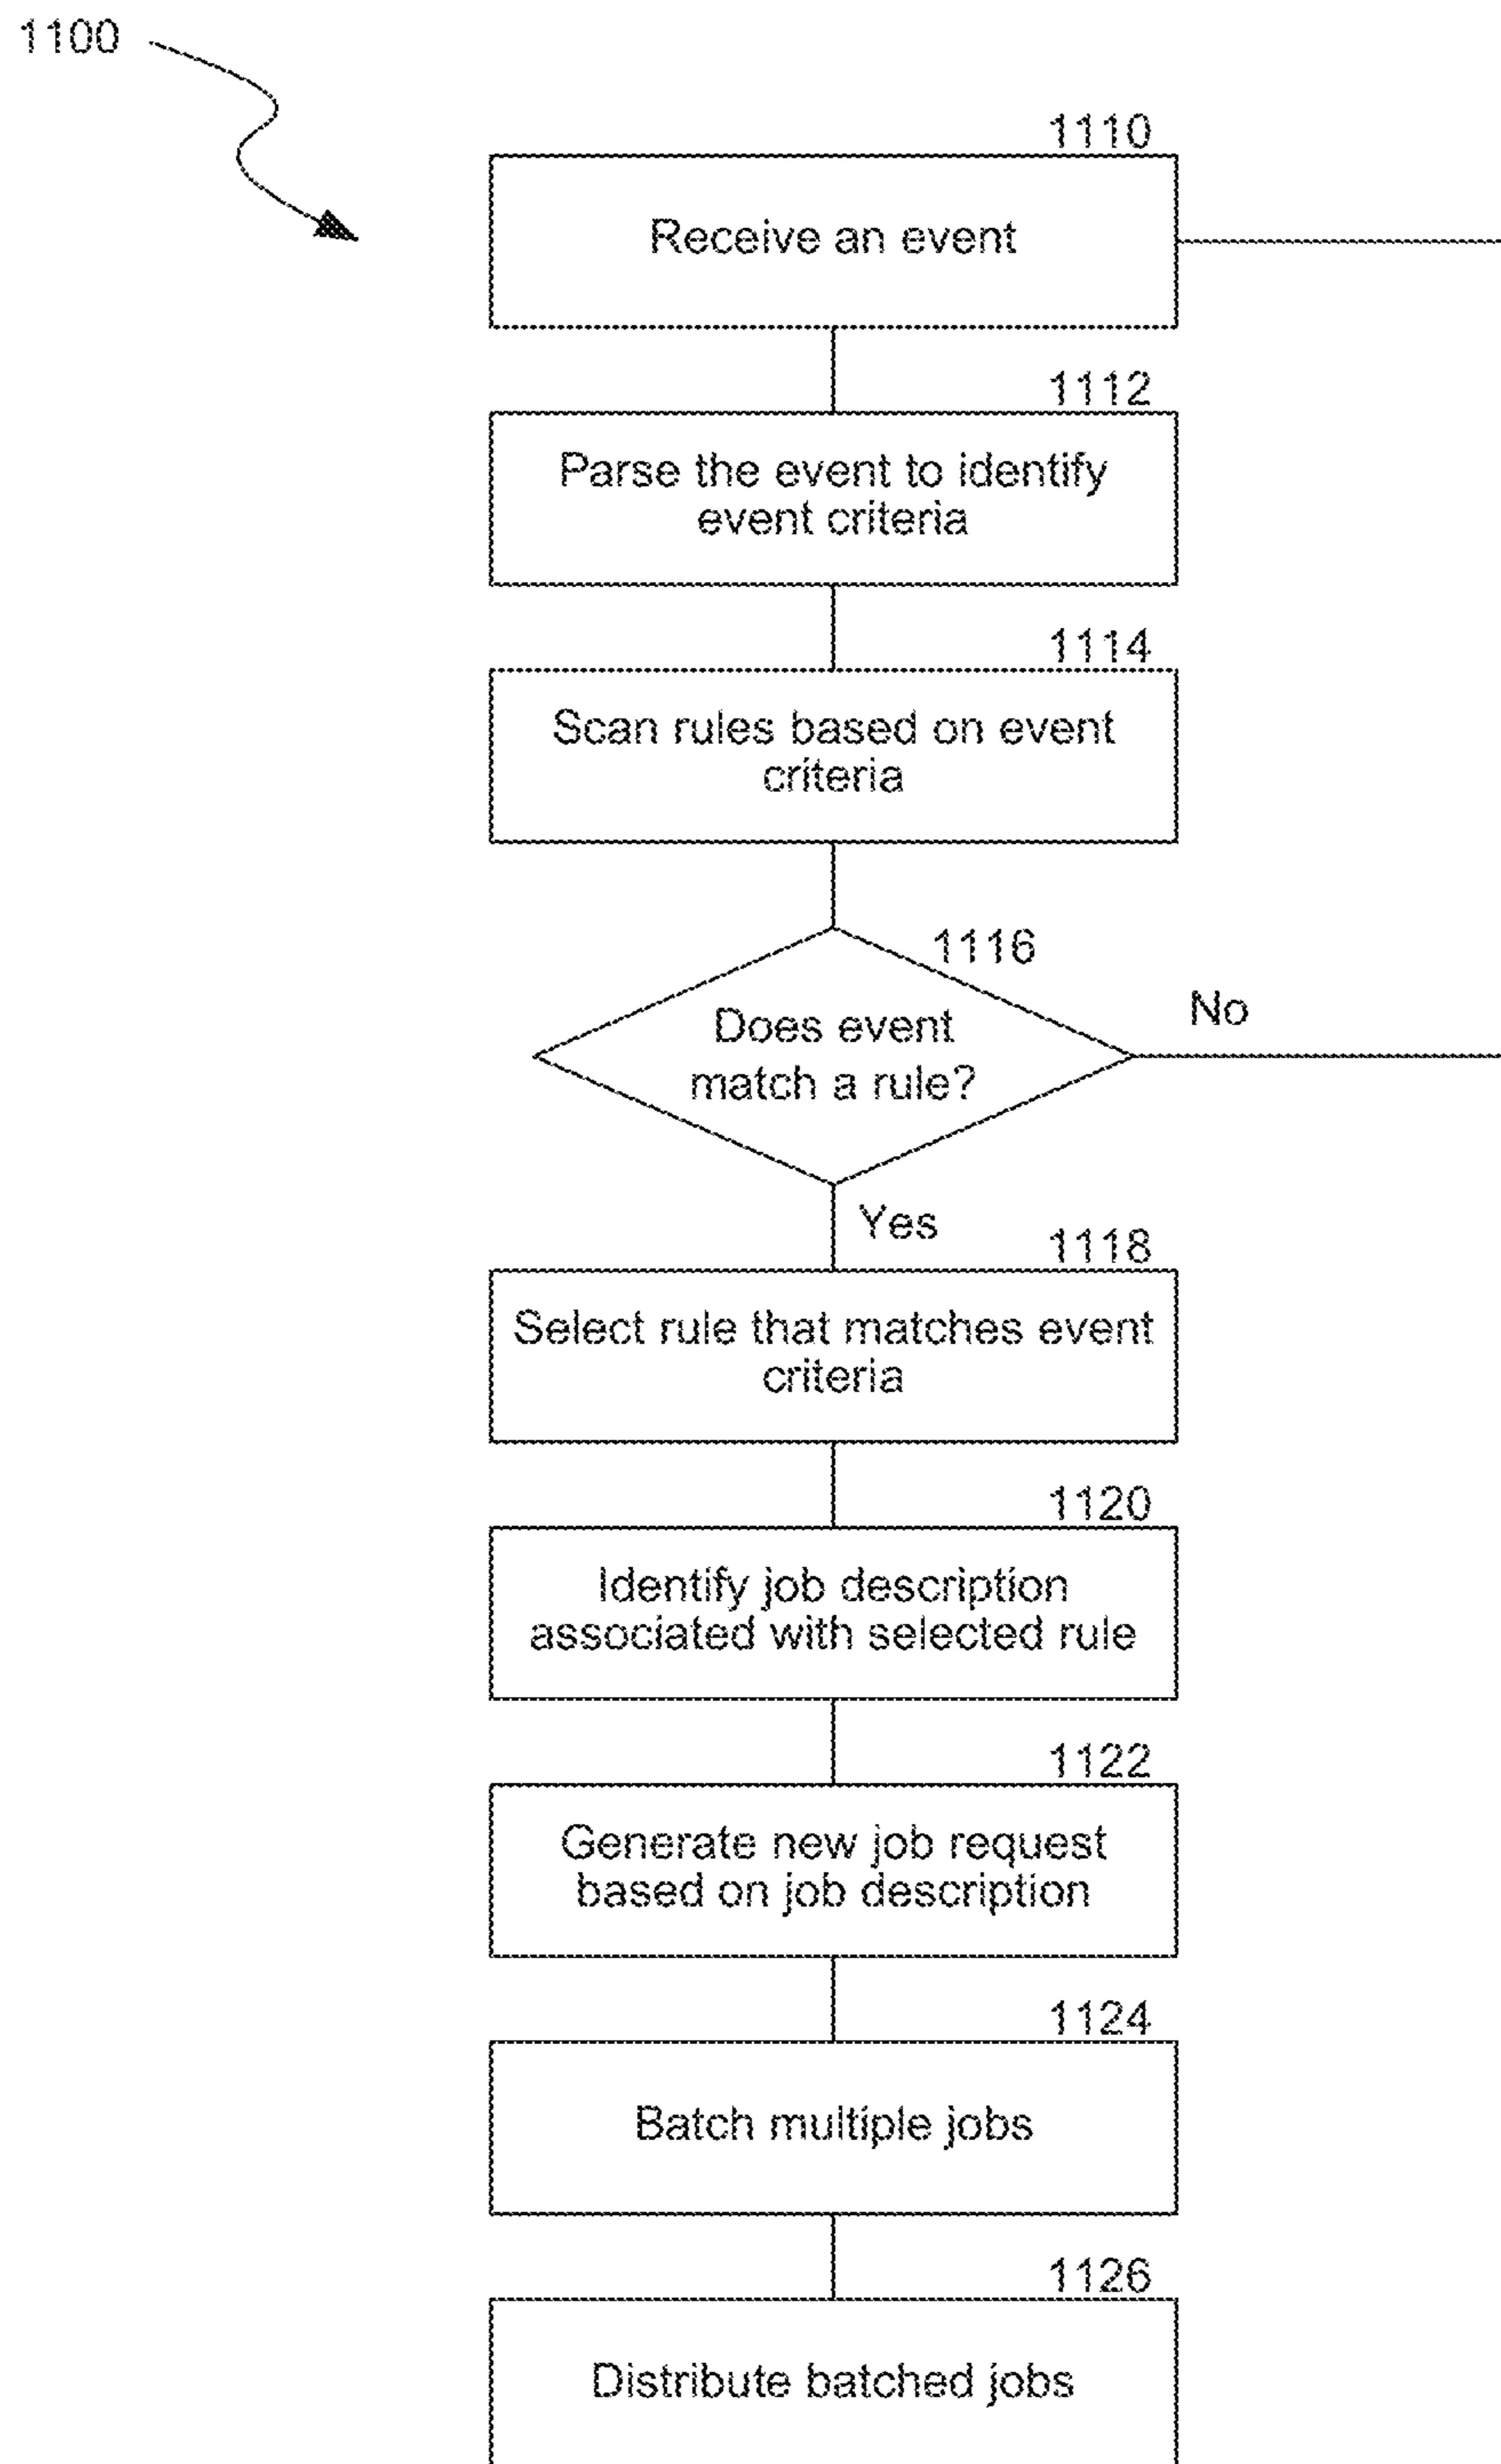 1100
1110
Receive an event
1112
Parse the event to identify
event criteria
1114
Scan rules based on event
criteria
1116
Does event
match a rule?
No
Yes
1118
Select rule that matches event
criteria
1120
Identify job description
associated with selected rule
1122
Generate new job request
based on job description
1124
Batch multiple jobs
1126
Distribute batched jobs